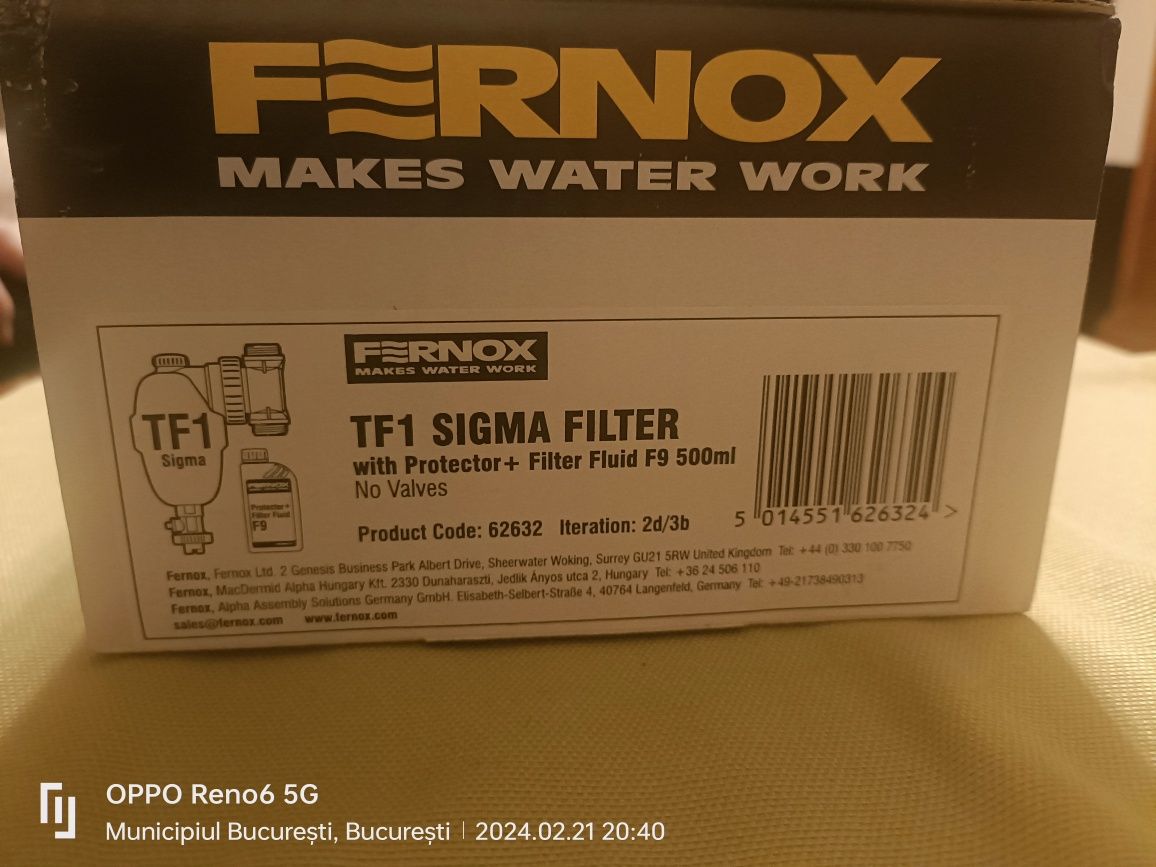 FERNOX
MAKES WATER WORK
FERNOX
MAKES WATER WORK
TF1
Sigma
TF1 SIGMA FILTER
with Protector+ Filter Fluid F9 500ml
No Valves
FERNOX
Protector+
Filter Fluid
F9
Product Code: 62632 Iteration: 2d/3b
5 014551 626324 >
Fernox, Fernox Ltd. 2 Genesis Business Park Albert Drive, Sheerwater Woking, Surrey GU21 5RW United Kingdom Tel: +44 (0) 330 100 7750
Fernox, MacDermid Alpha Hungary Kft. 2330 Dunaharaszti, Jedlik Ányos utca 2, Hungary Tel: +36 24 506 110
Fernox, Alpha Assembly Solutions Germany GmbH. Elisabeth-Selbert-Straße 4, 40764 Langenfeld, Germany Tel: +49-21738490313
sales@fernox.com www.fernox.com
OPPO Reno6 5G
Municipiul București, București | 2024.02.21 20:40